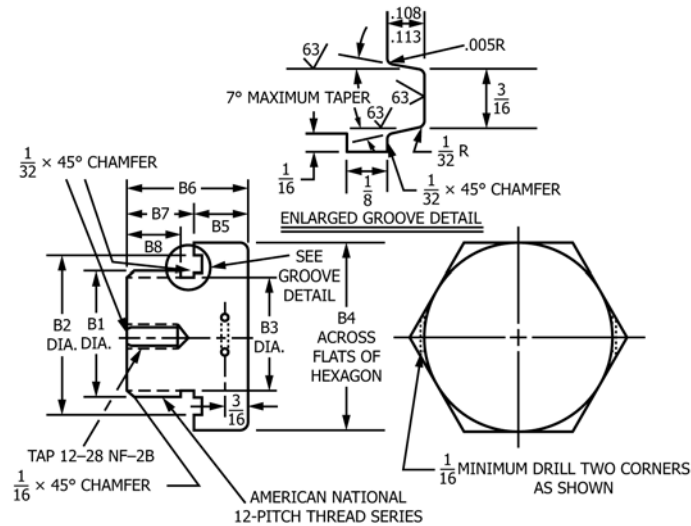 .108
.113
63
.005R
7° MAXIMUM TAPER
63
63
3/16
1/32 × 45° CHAMFER
1/16
1/8
1/32 R
1/32 × 45° CHAMFER
ENLARGED GROOVE DETAIL
B6
B7
B5
B8
SEE
GROOVE
DETAIL
B2
DIA.
B1
DIA.
B3
DIA.
B4
ACROSS
FLATS OF
HEXAGON
3/16
TAP 12–28 NF–2B
1/16 × 45° CHAMFER
AMERICAN NATIONAL
12-PITCH THREAD SERIES
1/16 MINIMUM DRILL TWO CORNERS
AS SHOWN